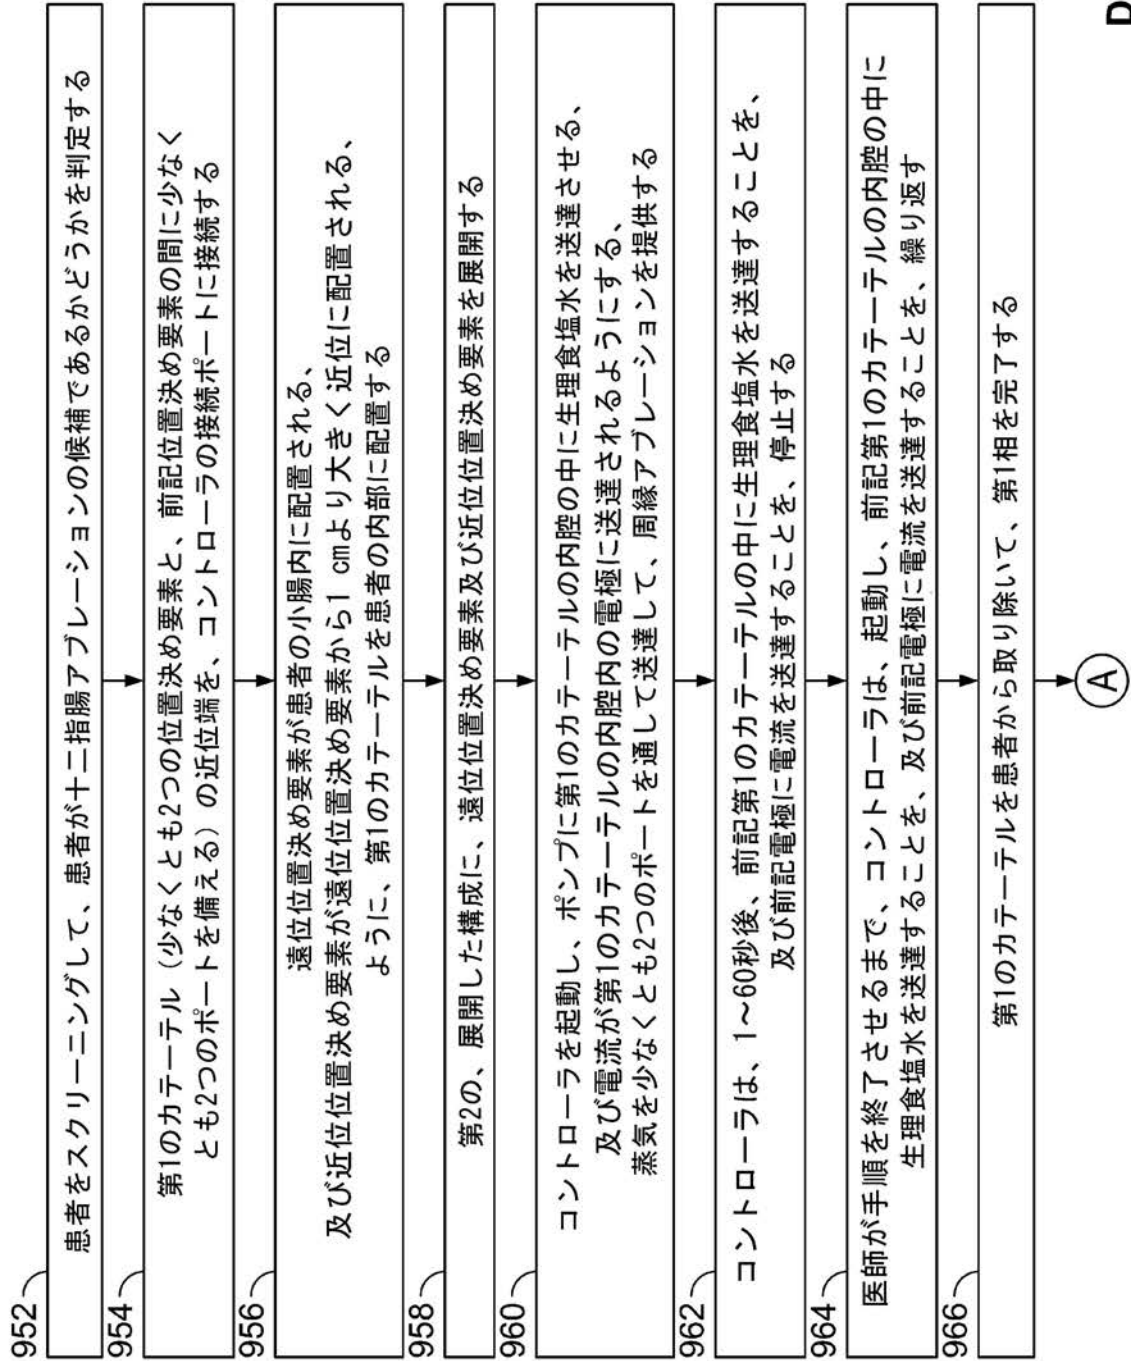 952
患者をスクリーニングして、患者が十二指腸アブレーションの候補であるかどうかを判定する
954
第1のカテーテル（少なくとも2つの位置決め要素と、前記位置決め要素の間に少なく
とも2つのポートを備える）の近位端を、コントローラの接続ポートに接続する
956
遠位位置決め要素が患者の小腸内に配置される、
及び近位位置決め要素が遠位位置決め要素から1 cmより大きく近位に配置される、
ように、第1のカテーテルを患者の内部に配置する
958
第2の、展開した構成に、遠位位置決め要素及び近位位置決め要素を展開する
960
コントローラを起動し、ポンプに第1のカテーテルの内腔の中に生理食塩水を送達させる、
及び電流が第1のカテーテルの内腔内の電極に送達されるようにする、
蒸気を少なくとも2つのポートを通して送達して、周縁アブレーションを提供する
962
コントローラは、1～60秒後、前記第1のカテーテルの中に生理食塩水を送達することを、
及び前記電極に電流を送達することを、停止する
964
医師が手順を終了させるまで、コントローラは、起動し、前記第1のカテーテルの内腔の中に
生理食塩水を送達することを、及び前記電極に電流を送達することを、繰り返す
966
第1のカテーテルを患者から取り除いて、第1相を完了する
A
D